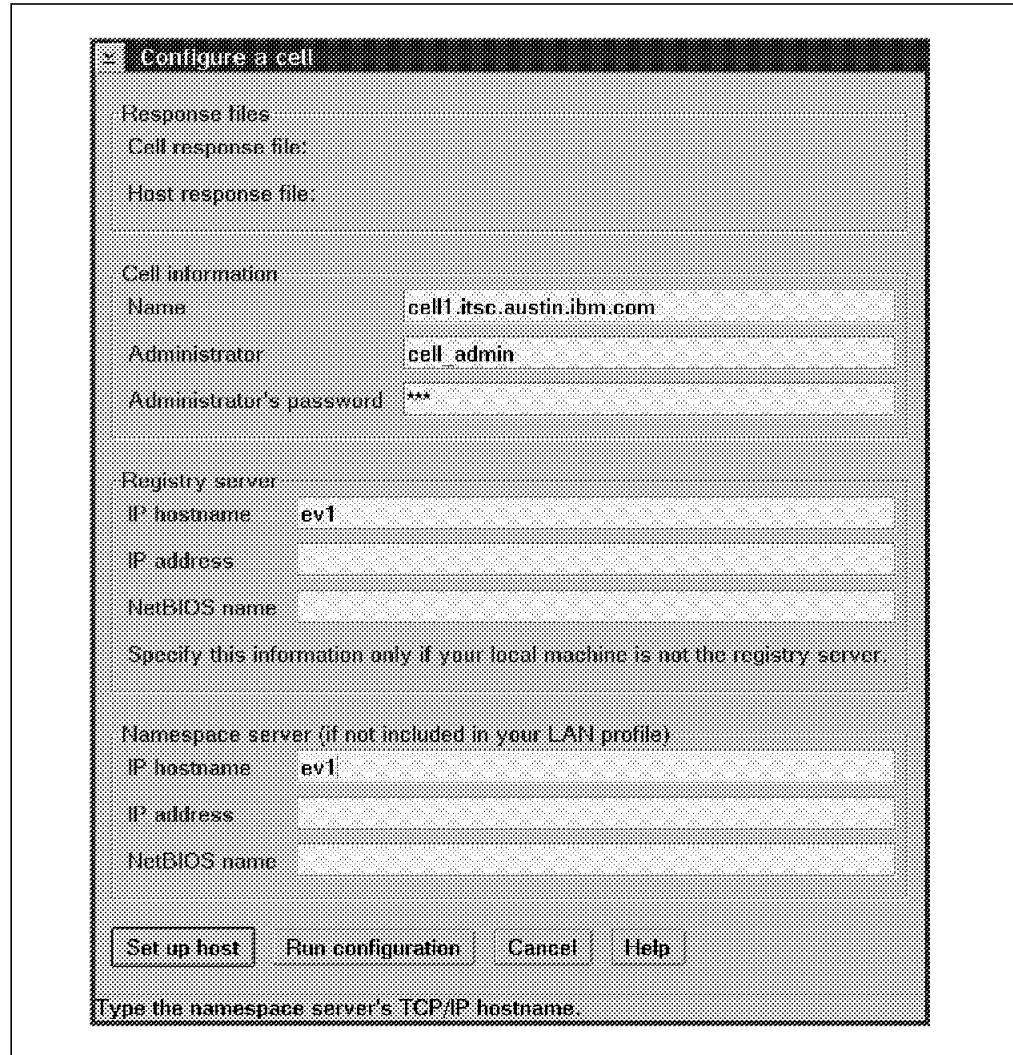 Configure a cell
Response files
Cell response file:
Host response file:
Cell information
Name cell1.itsc.austin.ibm.com
Administrator cell_admin
Administrator's password ***
Registry server
IP hostname ev1
IP address
NetBIOS name
Specify this information only if your local machine is not the registry server.
Namespace server (if not included in your LAN profile)
IP hostname ev1
IP address
NetBIOS name
Set up host Run configuration Cancel Help
Type the namespace server's TCP/IP hostname.